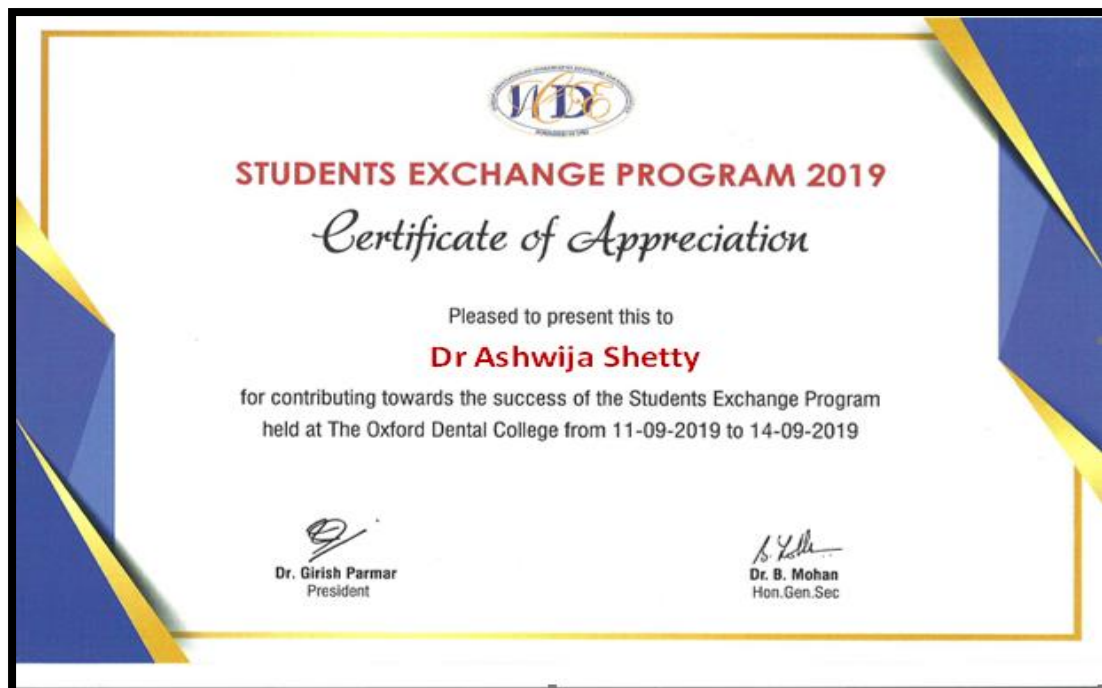 STUDENTS EXCHANGE PROGRAM 2019
Certificate of Appreciation
Pleased to present this to
Dr Ashwija Shetty
for contributing towards the success of the Students Exchange Program
held at The Oxford Dental College from 11-09-2019 to 14-09-2019
Dr. Girish Parmar
President
Dr. B. Mohan
Hon.Gen.Sec